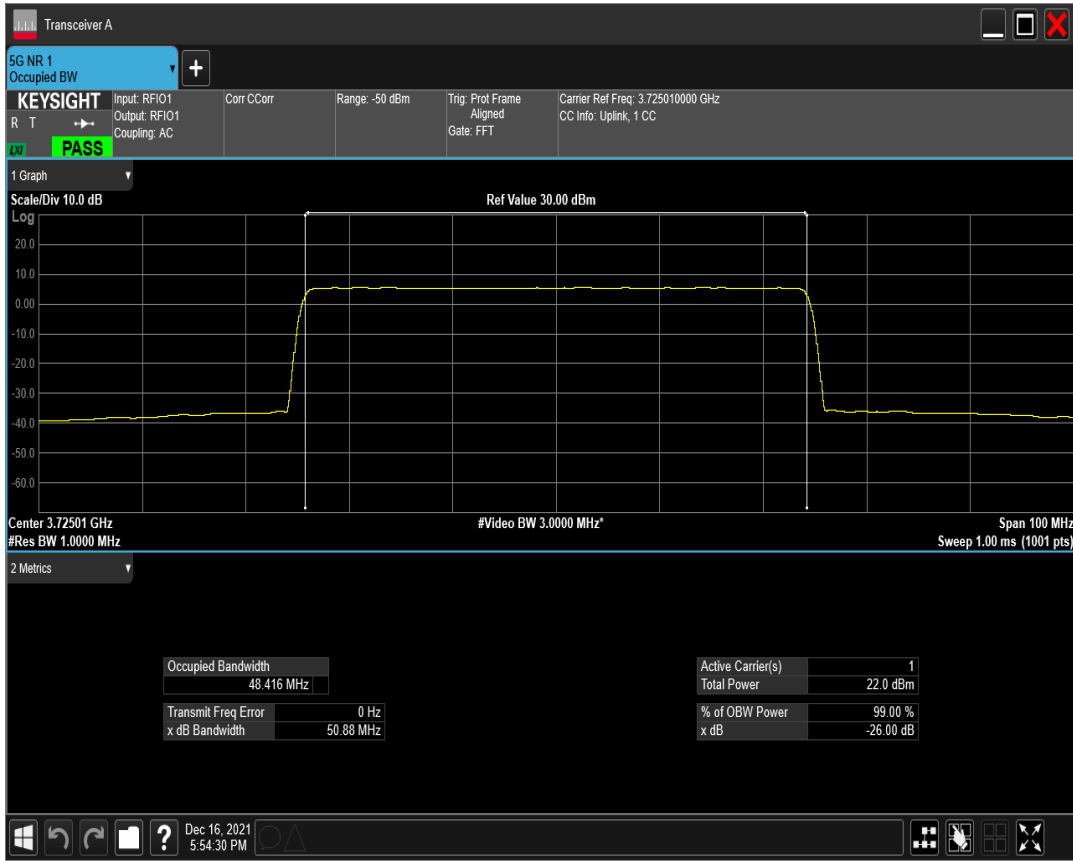 Transceiver A
5G NR 1
Occupied BW
KEYSIGHT
R T
LXI
PASS
Input: RFIO1
Output: RFIO1
Coupling: AC
Corr CCorr
Range: -50 dBm
Trig: Prot Frame
Aligned
Gate: FFT
Carrier Ref Freq: 3.725010000 GHz
CC Info: Uplink, 1 CC
1 Graph
Scale/Div 10.0 dB
Ref Value 30.00 dBm
Log
20.0
10.0
0.00
-10.0
-20.0
-30.0
-40.0
-50.0
-60.0
Center 3.72501 GHz
#Video BW 3.0000 MHz*
Span 100 MHz
#Res BW 1.0000 MHz
Sweep 1.00 ms (1001 pts)
2 Metrics
Occupied Bandwidth
48.416 MHz
Transmit Freq Error 0 Hz
x dB Bandwidth 50.88 MHz
Active Carrier(s) 1
Total Power 22.0 dBm
% of OBW Power 99.00 %
x dB -26.00 dB
?
Dec 16, 2021
5:54:30 PM